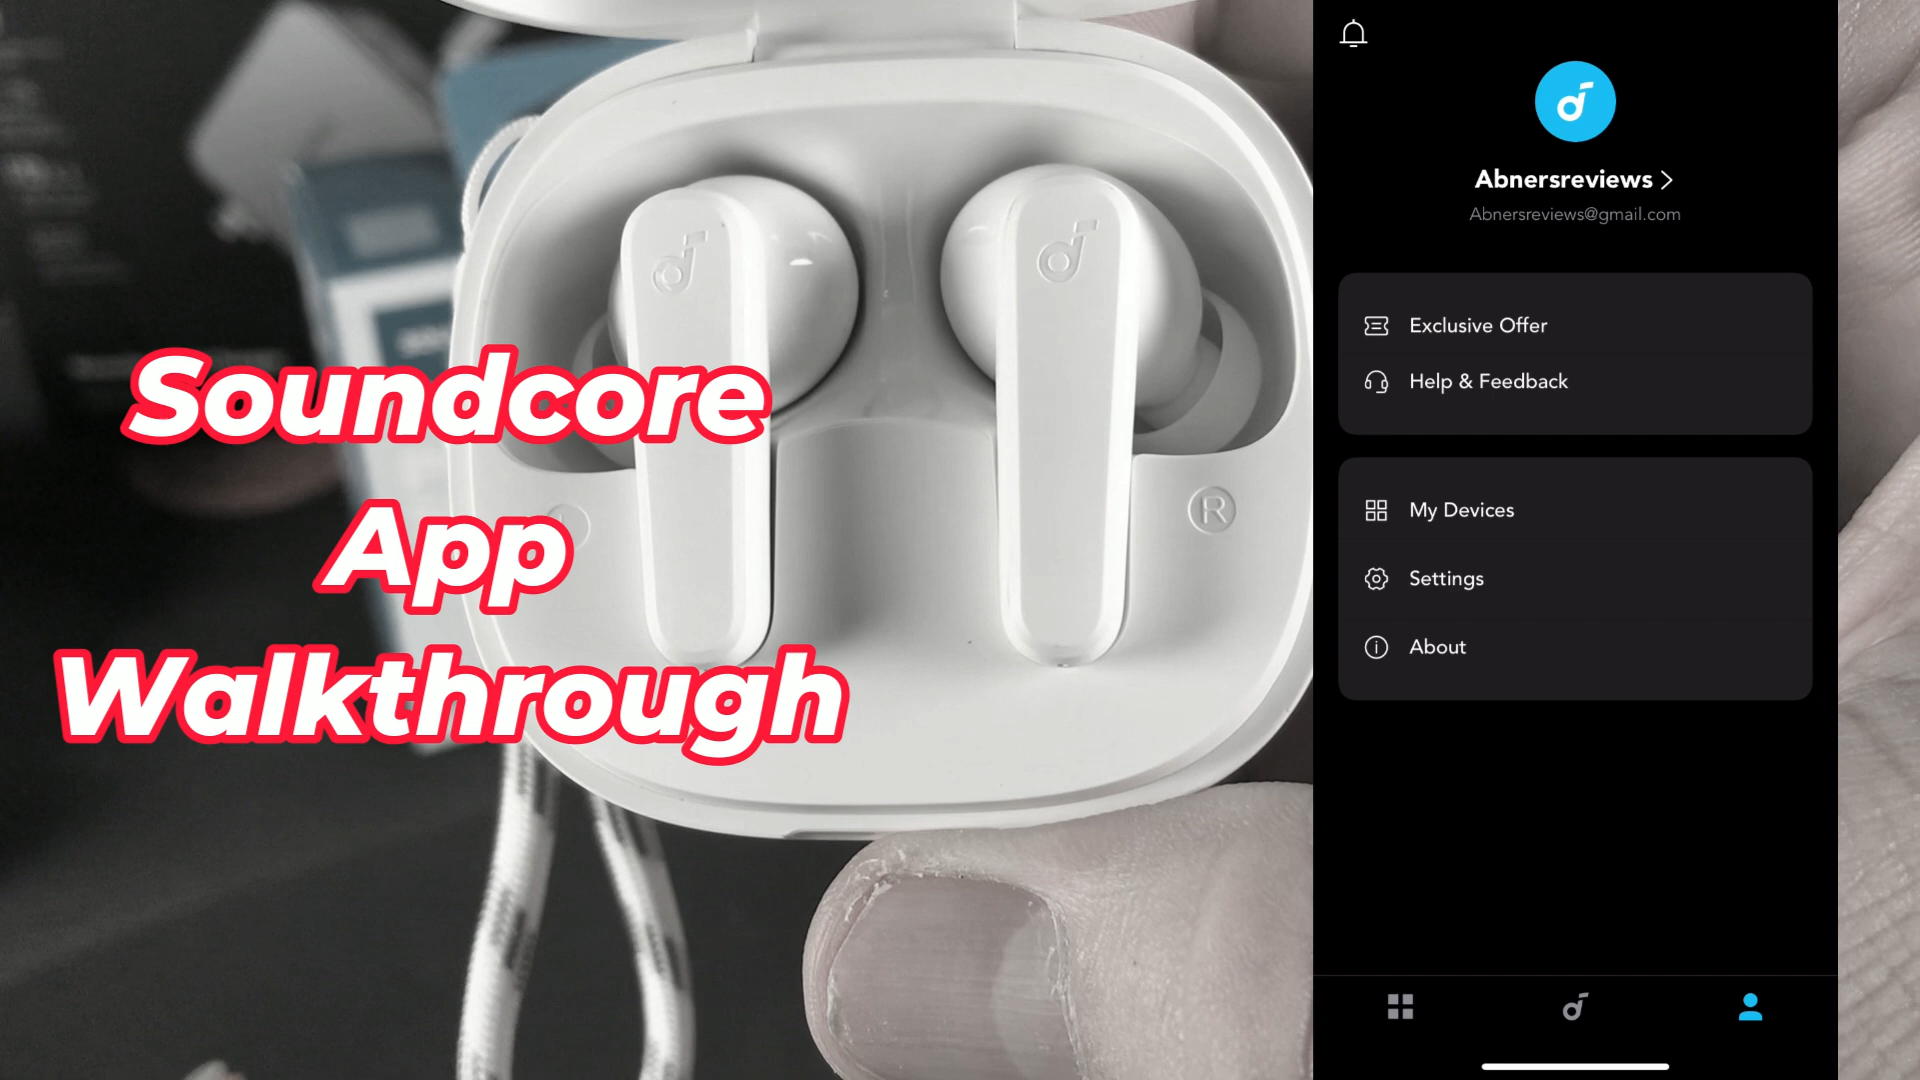 Soundcore
App
Walkthrough
R
Abnersreviews
Abnersreviews@gmail.com
Exclusive Offer
Help & Feedback
My Devices
Settings
About